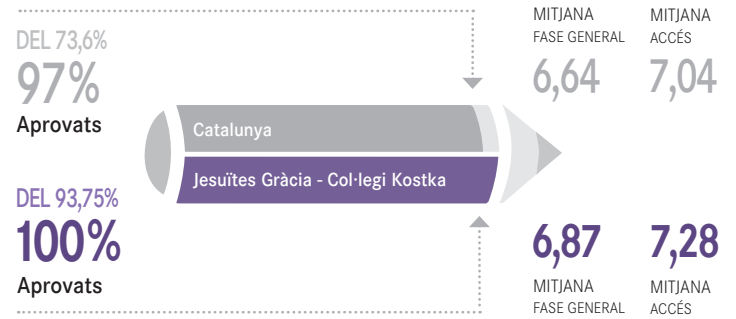 DEL 73,6%
97%
Aprovats
MITJANA
FASE GENERAL
6,64
MITJANA
ACCÉS
7,04
Catalunya
Jesuïtes Gràcia - Col·legi Kostka
DEL 93,75%
100%
Aprovats
6,87
MITJANA
FASE GENERAL
7,28
MITJANA
ACCÉS